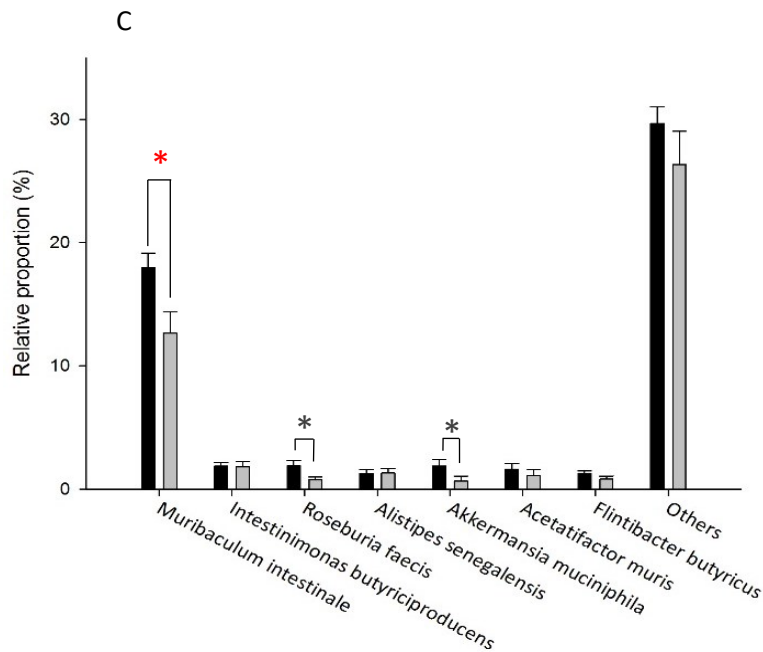 C
Relative proportion (%)
30
20
10
0
*
*
*
Muribaculum intestinale
Intestinimonas butyriciproducens
Roseburia faecis
Alistipes senegalensis
Akkermansia muciniphila
Acetatifactor muris
Flintibacter butyricus
Others